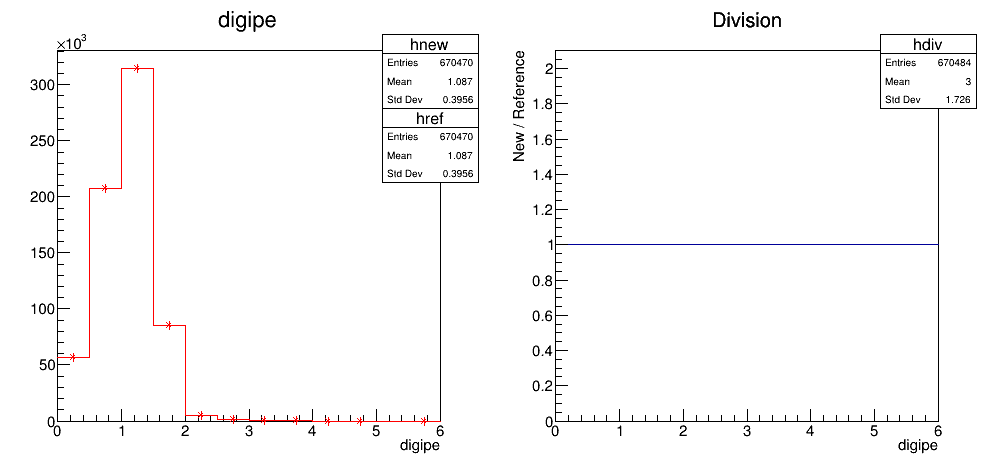 digipe
×10³
hnew
Entries 670470
Mean 1.087
Std Dev 0.3956
href
Entries 670470
Mean 1.087
Std Dev 0.3956
300
250
200
150
100
50
0
0 1 2 3 4 5 6
digipe
Division
hdiv
Entries 670484
Mean 3
Std Dev 1.726
New / Reference
2
1.8
1.6
1.4
1.2
1
0.8
0.6
0.4
0.2
0
0 1 2 3 4 5 6
digipe